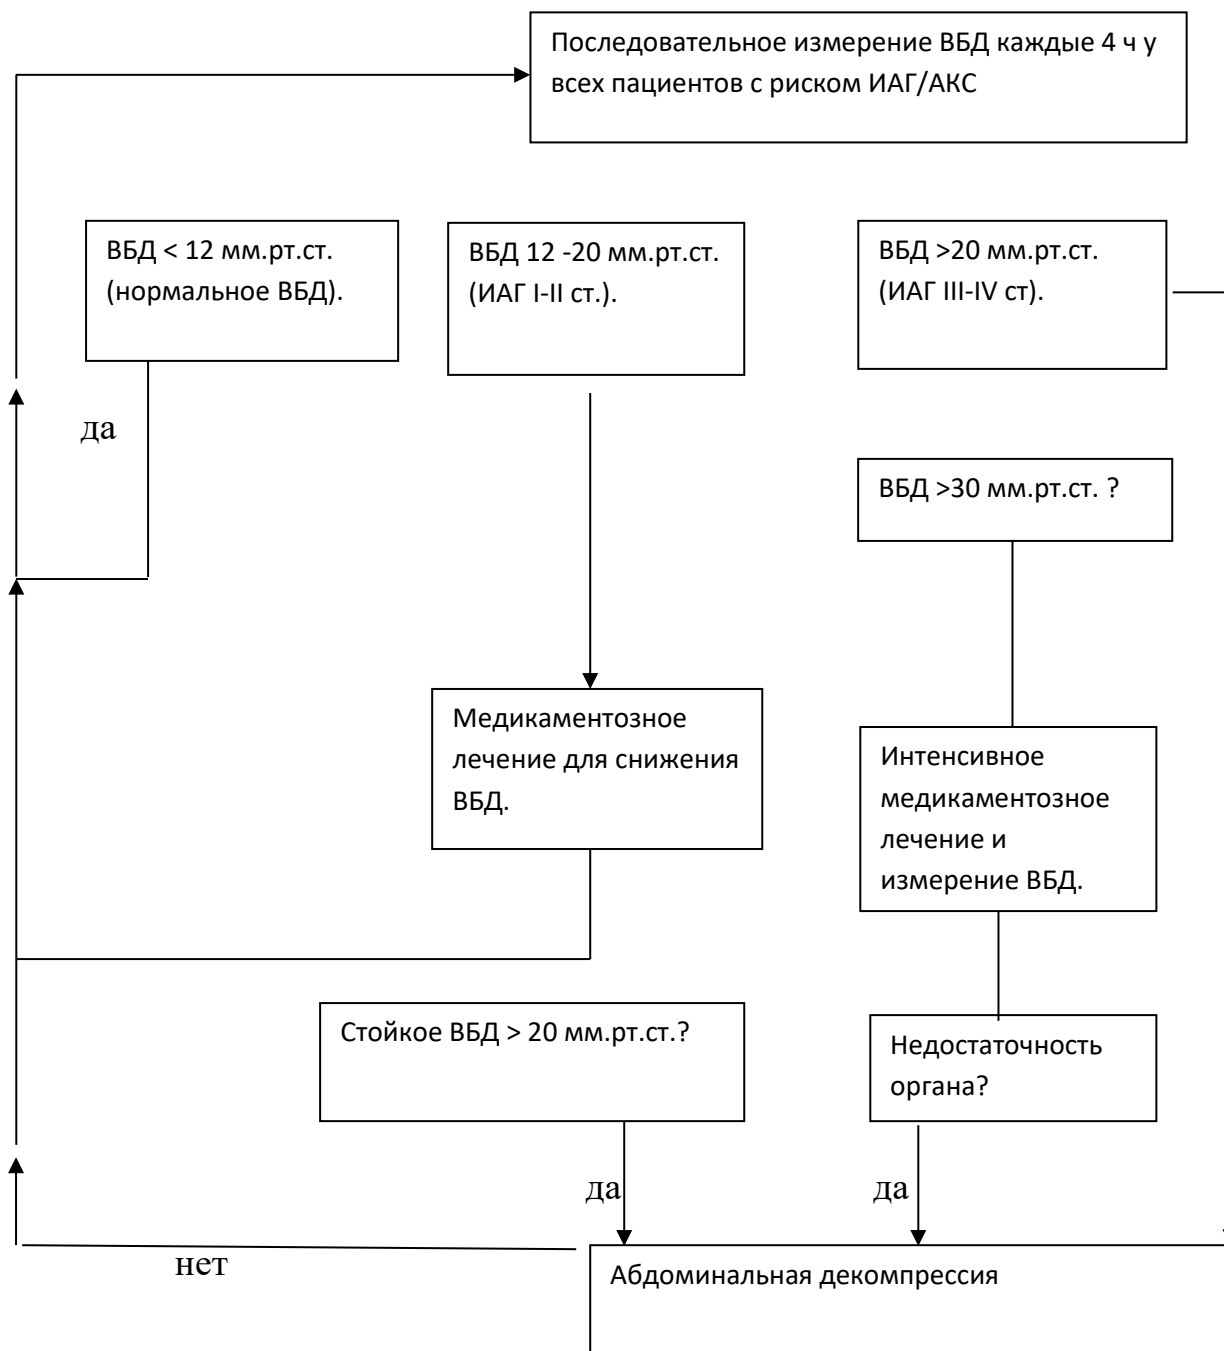 Последовательное измерение ВБД каждые 4 ч у
всех пациентов с риском ИАГ/АКС
ВБД < 12 мм.рт.ст.
(нормальное ВБД).
ВБД 12 -20 мм.рт.ст.
(ИАГ I-II ст.).
ВБД >20 мм.рт.ст.
(ИАГ III-IV ст).
да
ВБД >30 мм.рт.ст. ?
Медикаментозное
лечение для снижения
ВБД.
Интенсивное
медикаментозное
лечение и
измерение ВБД.
Стойкое ВБД > 20 мм.рт.ст.?
Недостаточность
органа?
да
да
нет
Абдоминальная декомпрессия